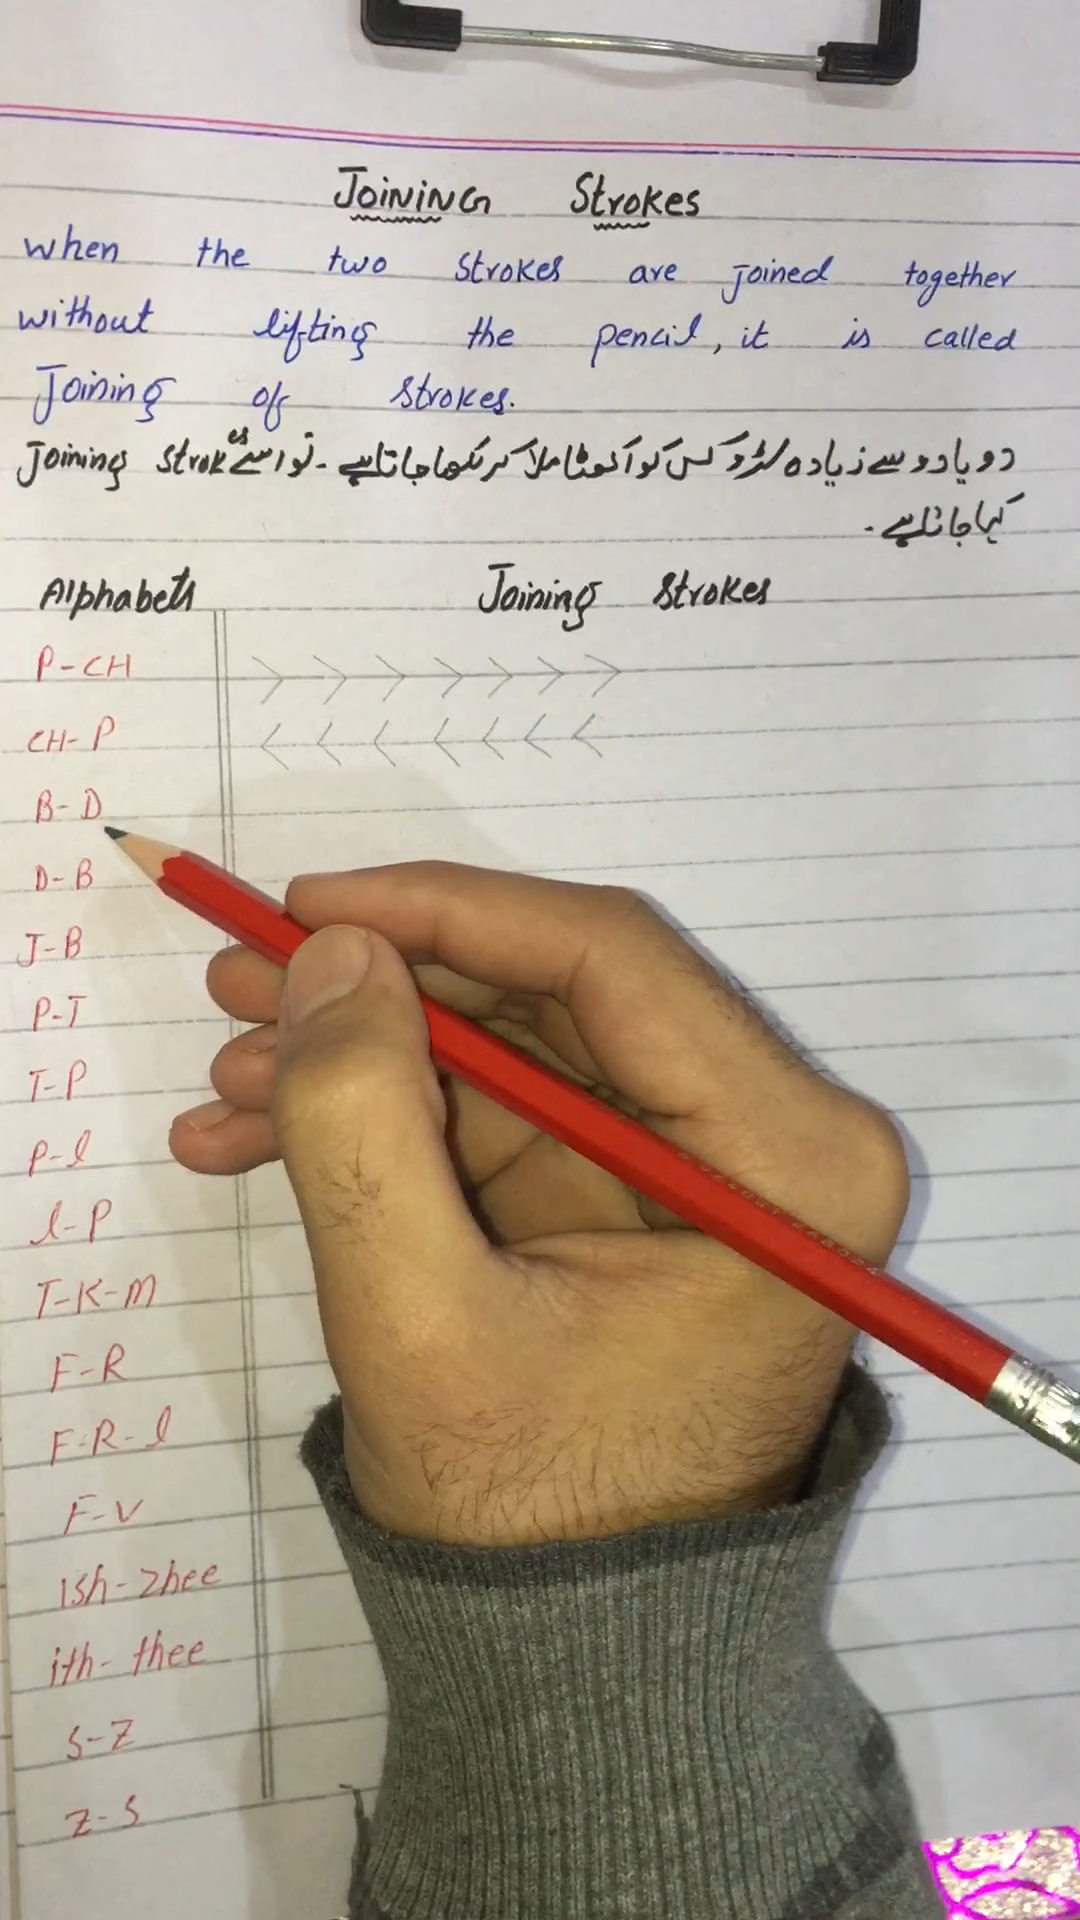 Joining Strokes
When the two strokes are joined together
without lifting the pencil, it is called
Joining of strokes.
دو یا دو سے زیادہ سٹروکس کو اکھٹا ملا کر لکھا جاتا ہے ۔ تو اسے Joining Strokes
کہا جاتا ہے ۔
Alphabets Joining Strokes
P-CH
CH-P
B-D
D-B
J-B
P-T
T-P
P-l
l-P
T-K-M
F-R
F-R-l
F-V
ish-zhee
ith-thee
S-Z
Z-S